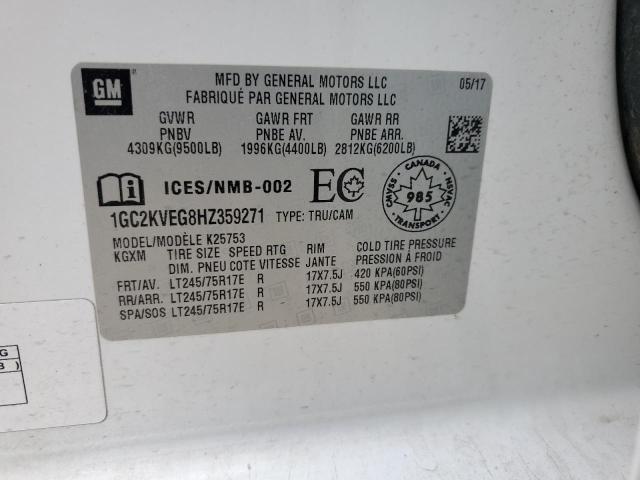 GM
MFD BY GENERAL MOTORS LLC 05/17
FABRIQUÉ PAR GENERAL MOTORS LLC
GVWR GAWR FRT GAWR RR
PNBV PNBE AV. PNBE ARR.
4309KG(9500LB) 1996KG(4400LB) 2812KG(6200LB)
ICES/NMB-002 EC
CANADA
CMVSS NSVAC
985
1GC2KVEG8HZ359271 TYPE: TRU/CAM
MODEL/MODÈLE K25753
KGXM TIRE SIZE SPEED RTG RIM COLD TIRE PRESSURE
DIM. PNEU COTE VITESSE JANTE PRESSION À FROID
FRT/AV. LT245/75R17E R 17X7.5J 420 KPA(60PSI)
RR/ARR. LT245/75R17E R 17X7.5J 550 KPA(80PSI)
SPA/SOS LT245/75R17E R 17X7.5J 550 KPA(80PSI)
G
B )